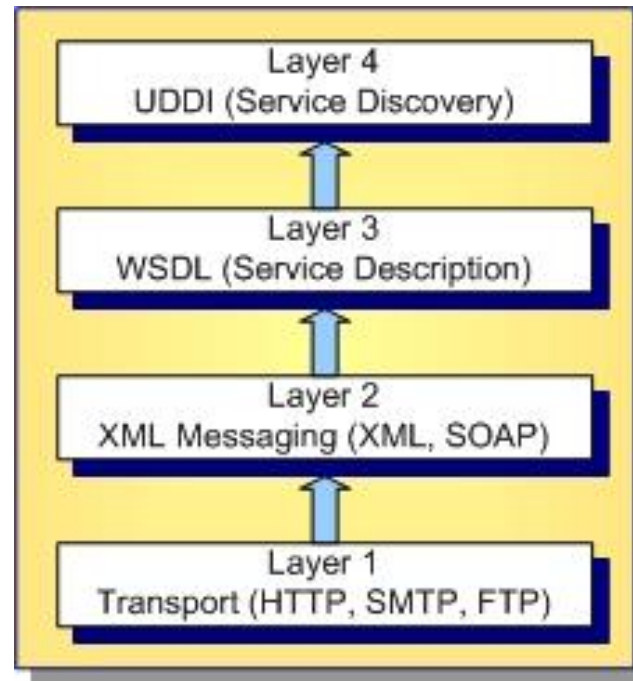 Layer 4
UDDI (Service Discovery)
Layer 3
WSDL (Service Description)
Layer 2
XML Messaging (XML, SOAP)
Layer 1
Transport (HTTP, SMTP, FTP)